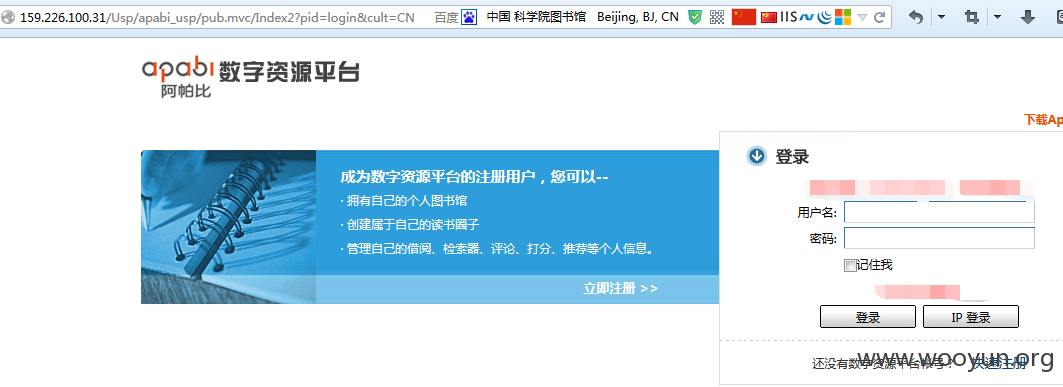 159.226.100.31/Usp/apabi_usp/pub.mvc/Index2?pid=login&cult=CN 百度 中国 科学院图书馆 Beijing, BJ, CN IIS
apabi 数字资源平台
阿帕比
下载Ap
登录
成为数字资源平台的注册用户，您可以--
· 拥有自己的个人图书馆
· 创建属于自己的读书圈子
· 管理自己的借阅、检索器、评论、打分、推荐等个人信息。
立即注册 >>
用户名:
密码:
记住我
登录 IP 登录
还没有数字资源平台帐号？ 快速注册
www.wooyun.org